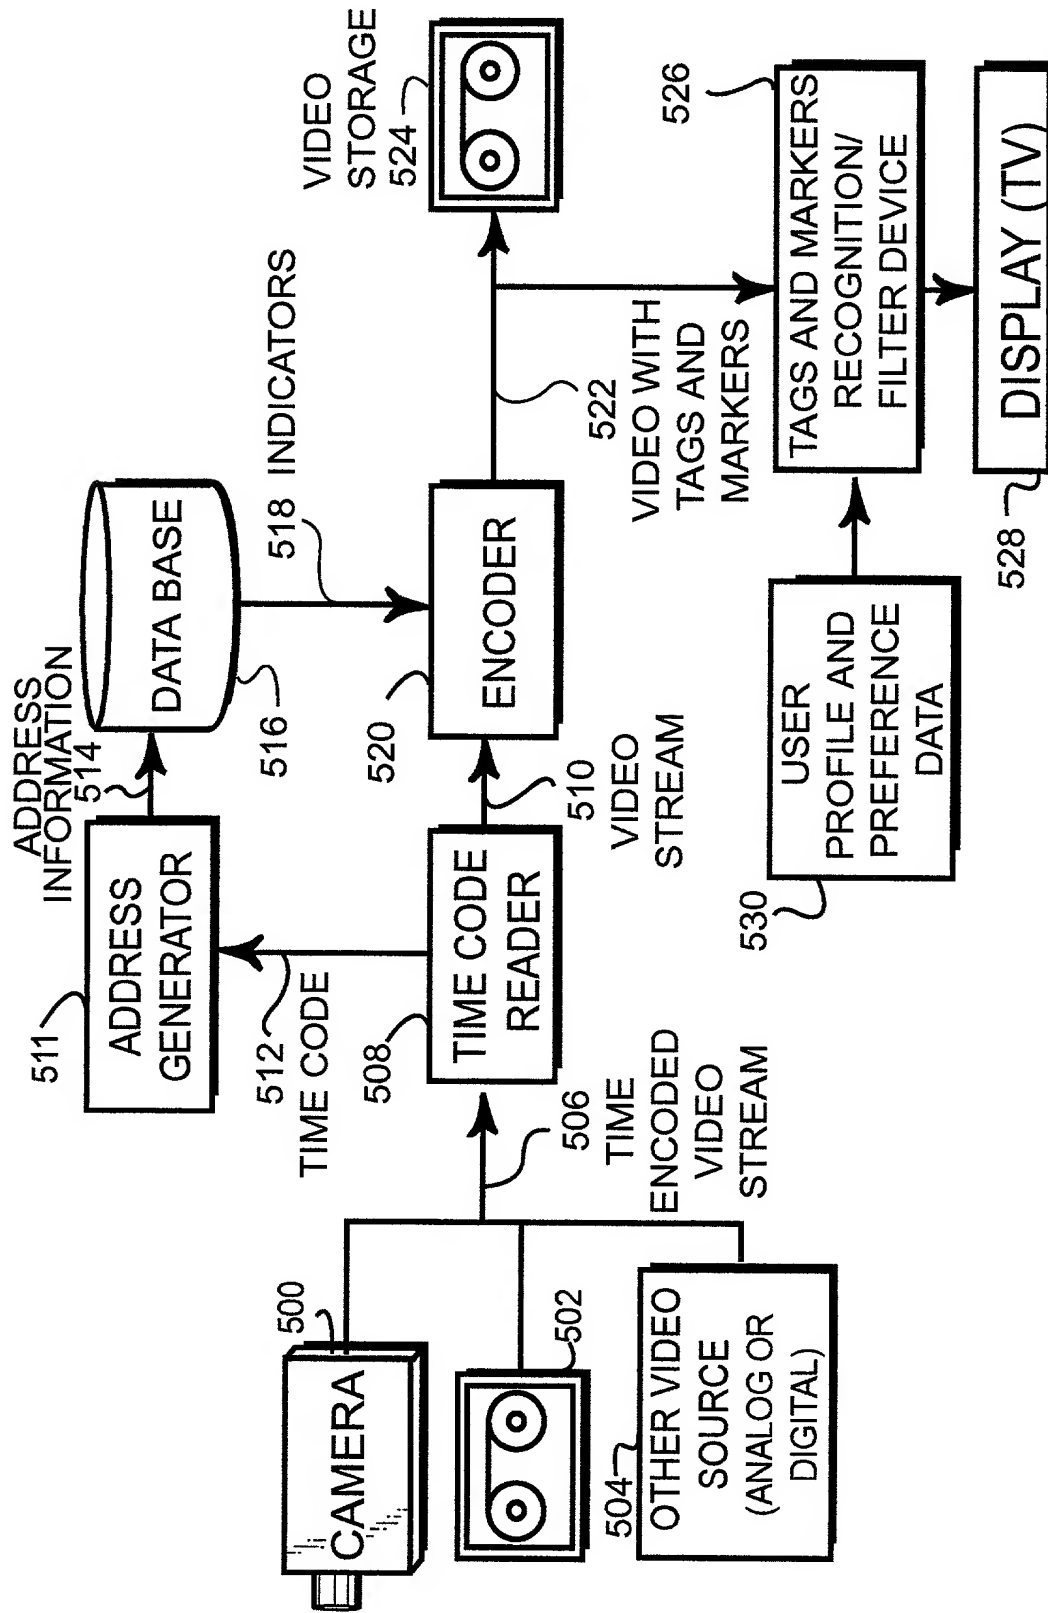 500
CAMERA
502
504
OTHER VIDEO
SOURCE
(ANALOG OR
DIGITAL)
506
TIME
ENCODED
VIDEO
STREAM
508
TIME CODE
READER
512
TIME CODE
511
ADDRESS
GENERATOR
ADDRESS
INFORMATION
514
DATA BASE
516
518 INDICATORS
510
VIDEO
STREAM
520
ENCODER
522
VIDEO WITH
TAGS AND
MARKERS
VIDEO
STORAGE
524
526
TAGS AND MARKERS
RECOGNITION/
FILTER DEVICE
530
USER
PROFILE AND
PREFERENCE
DATA
528
DISPLAY (TV)